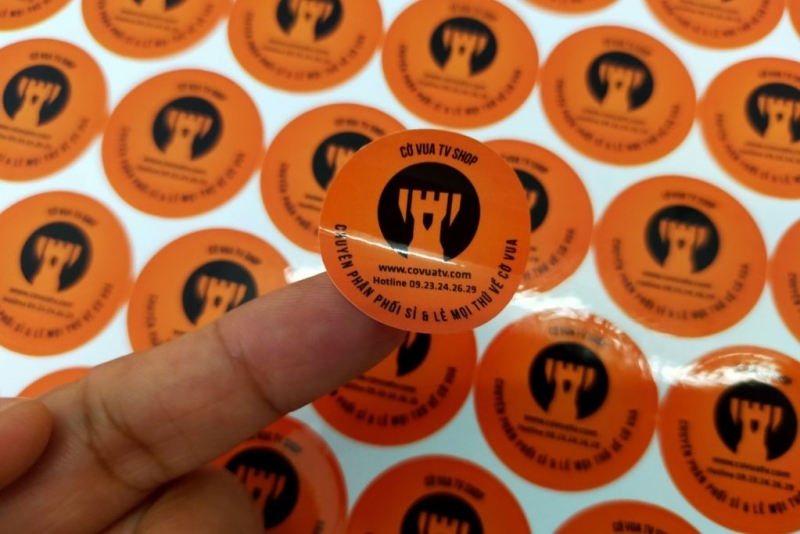 CỜ VUA TV SHOP
www.covuatv.com
Hotline 09.23.24.26.29
CHUYÊN PHÂN PHỐI SỈ & LẺ MỌI THỨ VỀ CỜ VUA